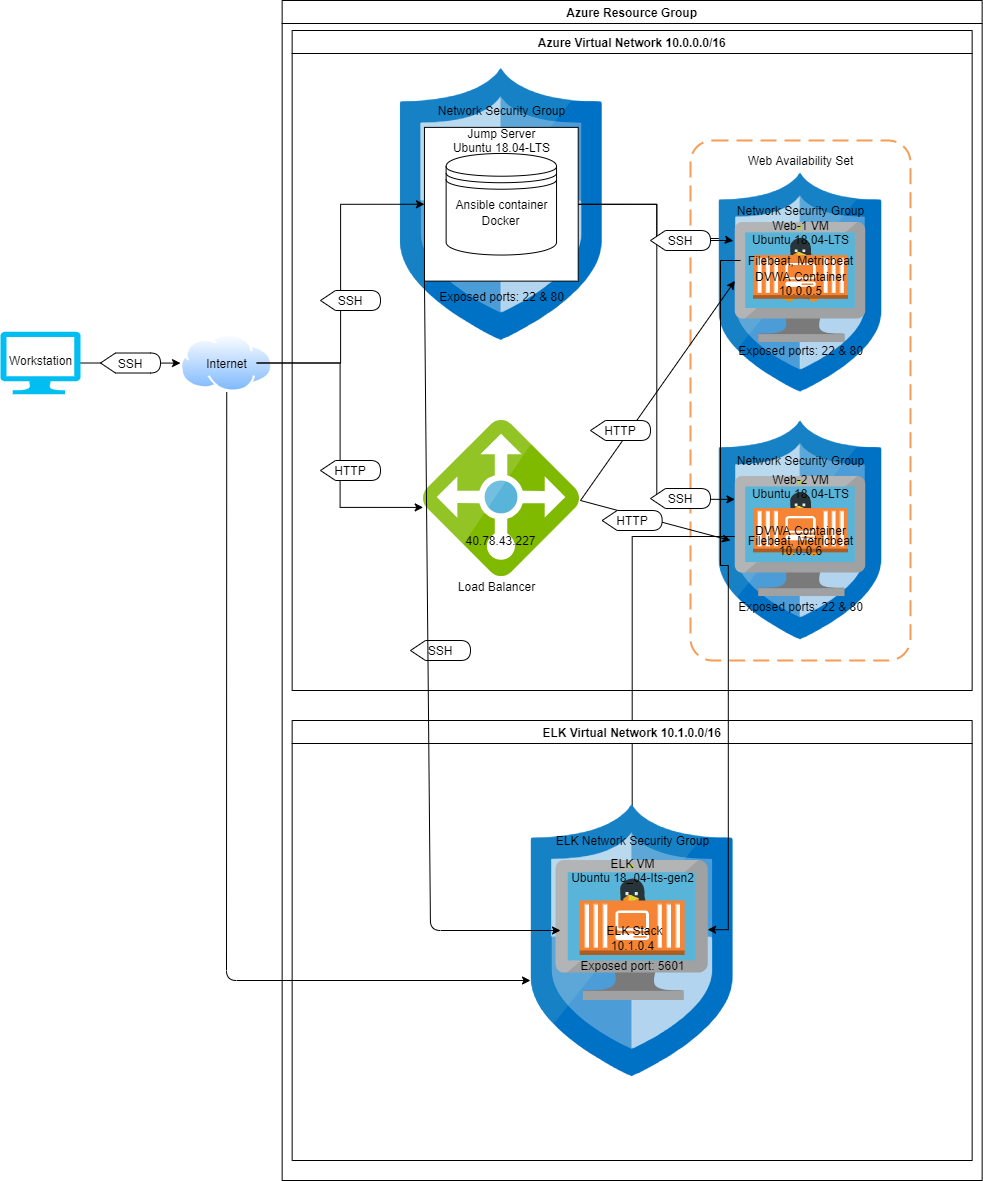 Azure Resource Group
Azure Virtual Network 10.0.0.0/16
Network Security Group
Jump Server
Ubuntu 18.04-LTS
Ansible container
Docker
Exposed ports: 22 & 80
Web Availability Set
Network Security Group
Web-1 VM
Ubuntu 18.04-LTS
Filebeat, Metricbeat
DVWA Container
10.0.0.5
Exposed ports: 22 & 80
SSH
SSH
Workstation
SSH
Internet
HTTP
HTTP
SSH
HTTP
40.78.43.227
Load Balancer
Network Security Group
Web-2 VM
Ubuntu 18.04-LTS
DVWA Container
Filebeat, Metricbeat
10.0.0.6
Exposed ports: 22 & 80
SSH
ELK Virtual Network 10.1.0.0/16
ELK Network Security Group
ELK VM
Ubuntu 18_04-lts-gen2
ELK Stack
10.1.0.4
Exposed port: 5601